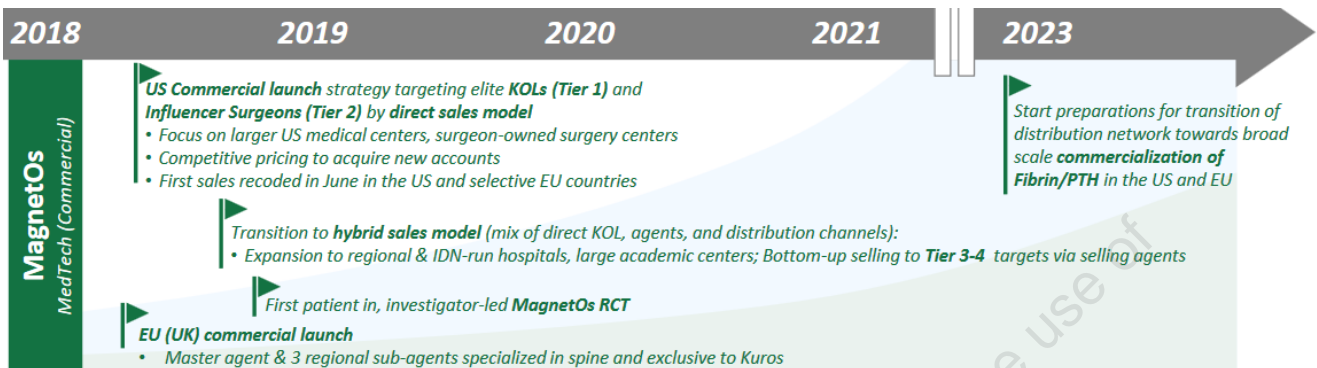 2018 2019 2020 2021 2023
MagnetOs
MedTech (Commercial)
US Commercial launch strategy targeting elite KOLs (Tier 1) and
Influencer Surgeons (Tier 2) by direct sales model
• Focus on larger US medical centers, surgeon-owned surgery centers
• Competitive pricing to acquire new accounts
• First sales recoded in June in the US and selective EU countries
Start preparations for transition of
distribution network towards broad
scale commercialization of
Fibrin/PTH in the US and EU
Transition to hybrid sales model (mix of direct KOL, agents, and distribution channels):
• Expansion to regional & IDN-run hospitals, large academic centers; Bottom-up selling to Tier 3-4 targets via selling agents
First patient in, investigator-led MagnetOs RCT
EU (UK) commercial launch
• Master agent & 3 regional sub-agents specialized in spine and exclusive to Kuros
use of